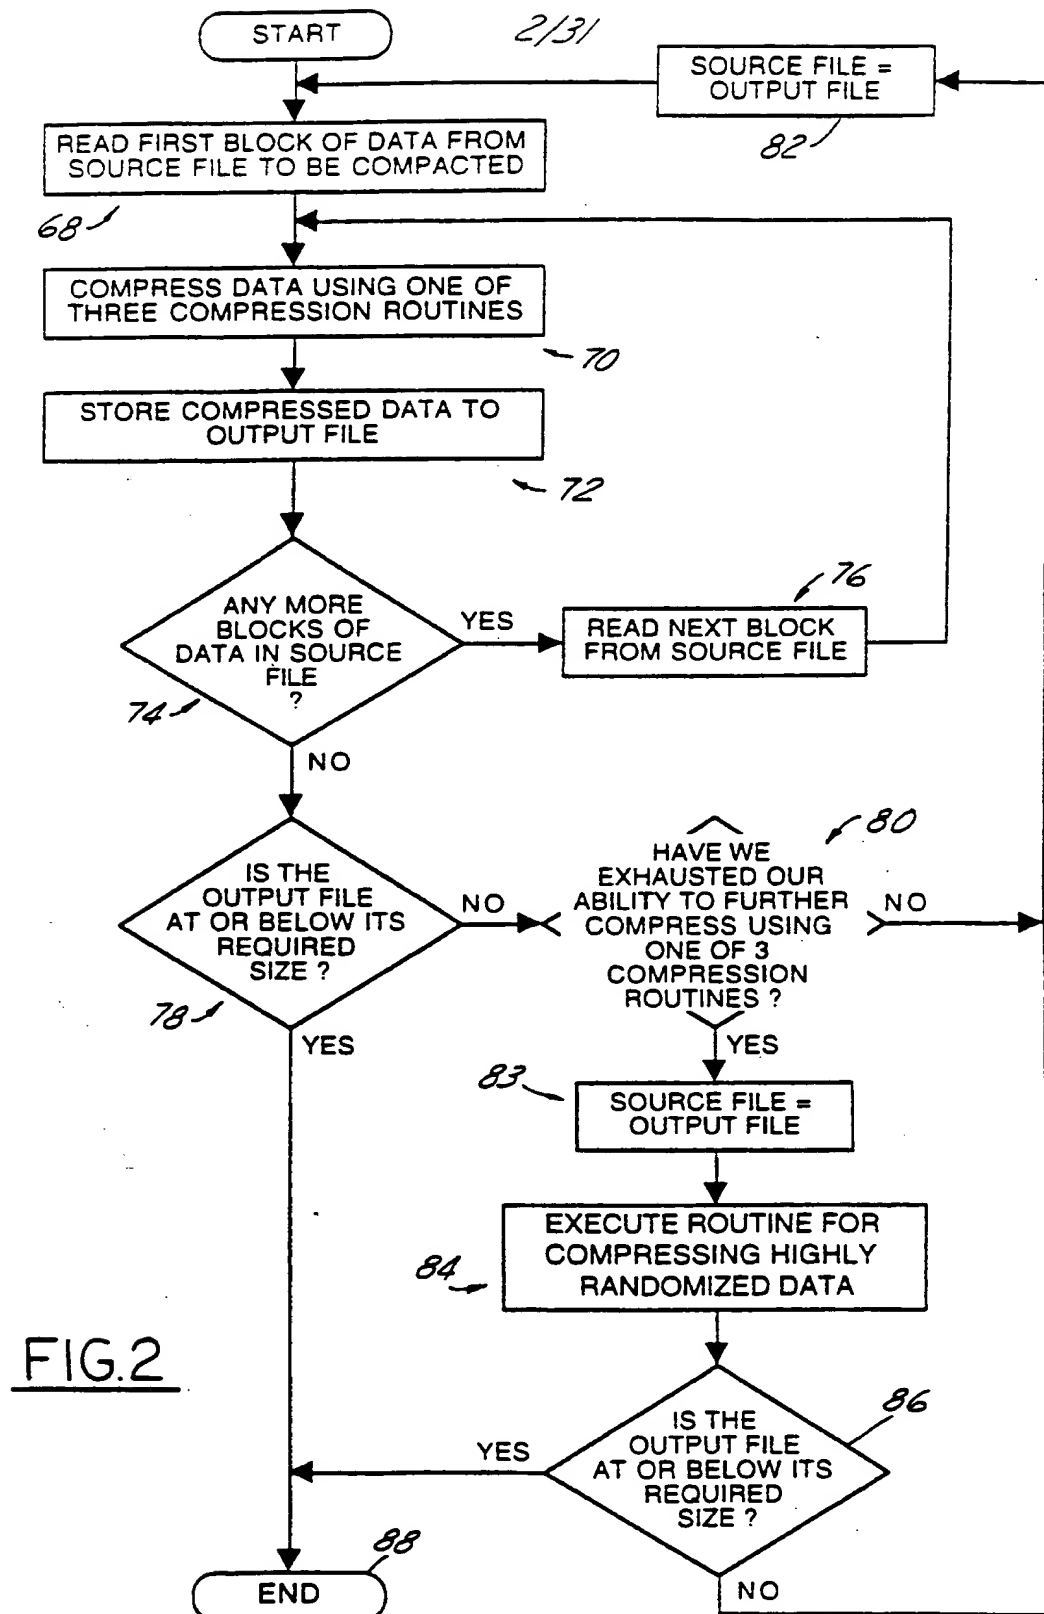 START
2/31
SOURCE FILE =
OUTPUT FILE
82
READ FIRST BLOCK OF DATA FROM
SOURCE FILE TO BE COMPACTED
68
COMPRESS DATA USING ONE OF
THREE COMPRESSION ROUTINES
70
STORE COMPRESSED DATA TO
OUTPUT FILE
72
ANY MORE
BLOCKS OF
DATA IN SOURCE
FILE
?
74
YES
76
READ NEXT BLOCK
FROM SOURCE FILE
NO
IS THE
OUTPUT FILE
AT OR BELOW ITS
REQUIRED
SIZE ?
78
NO
80
HAVE WE
EXHAUSTED OUR
ABILITY TO FURTHER
COMPRESS USING
ONE OF 3
COMPRESSION
ROUTINES ?
NO
YES
YES
83
SOURCE FILE =
OUTPUT FILE
EXECUTE ROUTINE FOR
COMPRESSING HIGHLY
RANDOMIZED DATA
84
FIG.2
86
IS THE
OUTPUT FILE
AT OR BELOW ITS
REQUIRED
SIZE ?
YES
NO
88
END